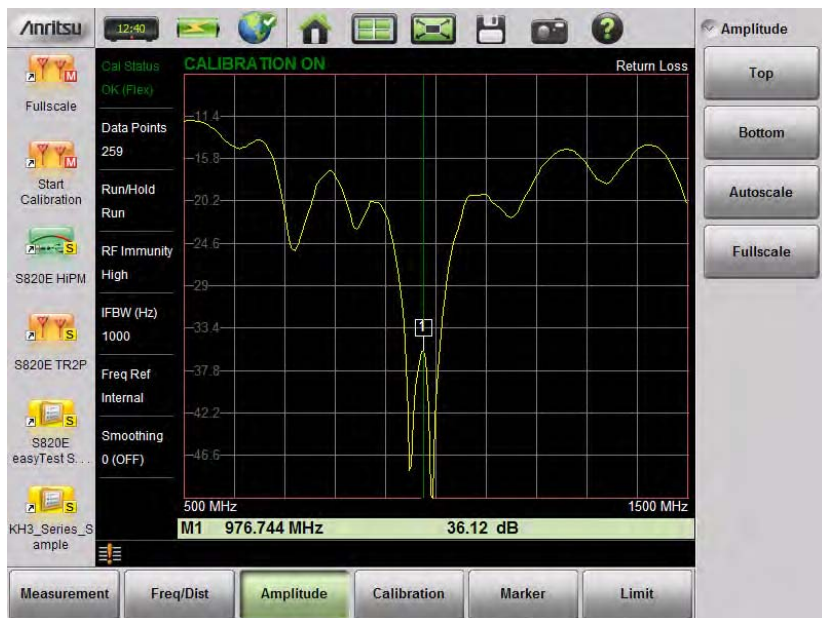 Anritsu
12:40
Amplitude
Fullscale
Start
Calibration
S820E HiPM
S820E TR2P
S820E
easyTest S. . .
KH3_Series_S
ample
M
M
S
S
S
S
Cal Status
OK (Flex)
Data Points
259
Run/Hold
Run
RF Immunity
High
IFBW (Hz)
1000
Freq Ref
Internal
Smoothing
0 (OFF)
CALIBRATION ON
Return Loss
-11.4
-15.8
-20.2
-24.6
-29
-33.4
-37.8
-42.2
-46.6
1
500 MHz
1500 MHz
M1 976.744 MHz 36.12 dB
Top
Bottom
Autoscale
Fullscale
Measurement
Freq/Dist
Amplitude
Calibration
Marker
Limit